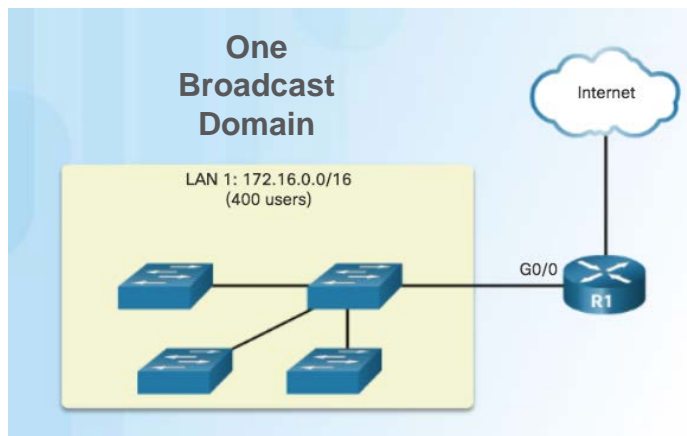 One
Broadcast
Domain
Internet
LAN 1: 172.16.0.0/16
(400 users)
G0/0
R1